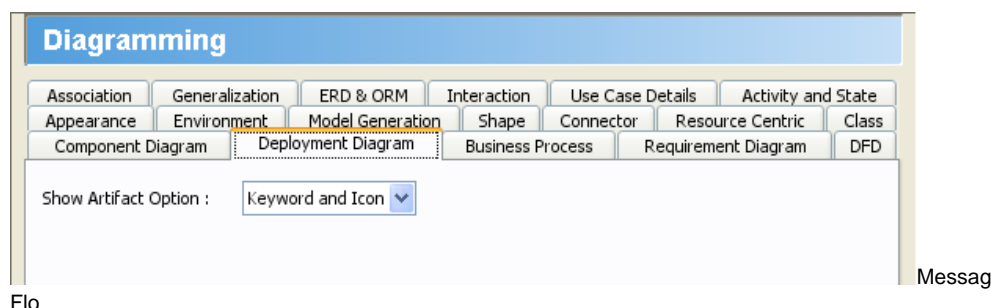 Diagramming
Association Generalization ERD & ORM Interaction Use Case Details Activity and State
Appearance Environment Model Generation Shape Connector Resource Centric Class
Component Diagram Deployment Diagram Business Process Requirement Diagram DFD
Show Artifact Option : Keyword and Icon
Messag
Flo